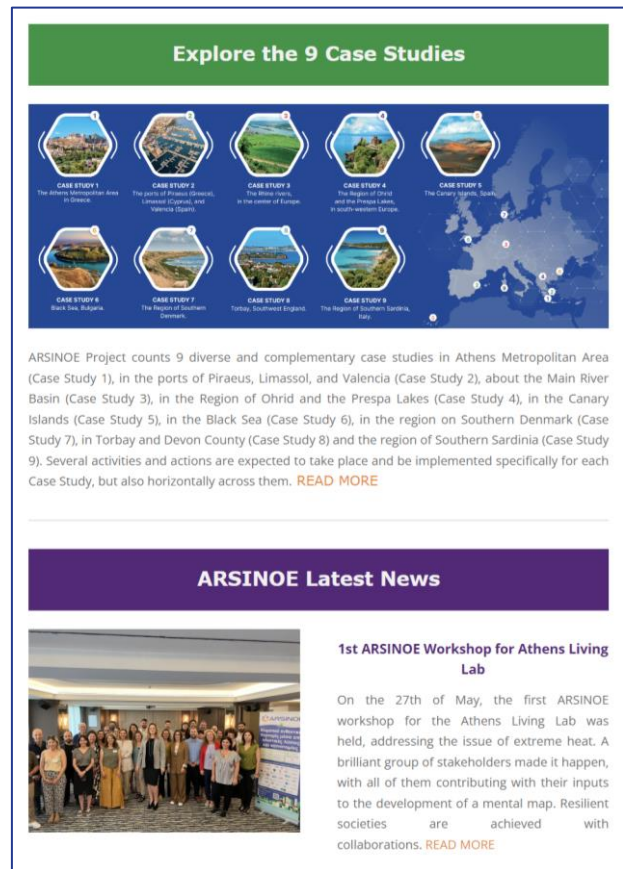 Explore the 9 Case Studies
1
2
3
4
5
CASE STUDY 1
The Athens Metropolitan Area
in Greece.
CASE STUDY 2
The ports of Piraeus (Greece),
Limassol (Cyprus), and
Valencia (Spain).
CASE STUDY 3
The Rhine rivers,
in the center of Europe.
CASE STUDY 4
The Region of Ohrid
and the Prespa Lakes,
in south-western Europe.
CASE STUDY 5
The Canary Islands, Spain.
6
7
8
9
CASE STUDY 6
Black Sea, Bulgaria.
CASE STUDY 7
The Region of Southern
Denmark.
CASE STUDY 8
Torbay, Southwest England.
CASE STUDY 9
The Region of Southern Sardinia,
Italy.
ARSINOE Project counts 9 diverse and complementary case studies in Athens Metropolitan Area
(Case Study 1), in the ports of Piraeus, Limassol, and Valencia (Case Study 2), about the Main River
Basin (Case Study 3), in the Region of Ohrid and the Prespa Lakes (Case Study 4), in the Canary
Islands (Case Study 5), in the Black Sea (Case Study 6), in the region on Southern Denmark (Case
Study 7), in Torbay and Devon County (Case Study 8) and the region of Southern Sardinia (Case Study
9). Several activities and actions are expected to take place and be implemented specifically for each
Case Study, but also horizontally across them. READ MORE
ARSINOE Latest News
ARSINOE
1st ARSINOE Workshop for Athens Living
Lab
On the 27th of May, the first ARSINOE
workshop for the Athens Living Lab was
held, addressing the issue of extreme heat. A
brilliant group of stakeholders made it happen,
with all of them contributing with their inputs
to the development of a mental map. Resilient
societies are achieved with
collaborations. READ MORE